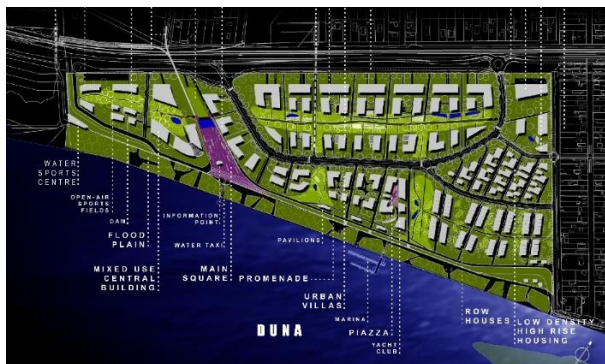 WATER
SPORTS
CENTRE
OPEN-AIR
SPORTS
FIELDS
DAM
FLOOD
PLAIN
MIXED USE
CENTRAL
BUILDING
INFORMATION
POINT
WATER TAXI
MAIN
SQUARE
PROMENADE
PAVILIONS
URBAN
VILLAS
MARINA
PIAZZA
YACHT
CLUB
ROW
HOUSES
LOW DENSITY
HIGH RISE
HOUSING
DUNA